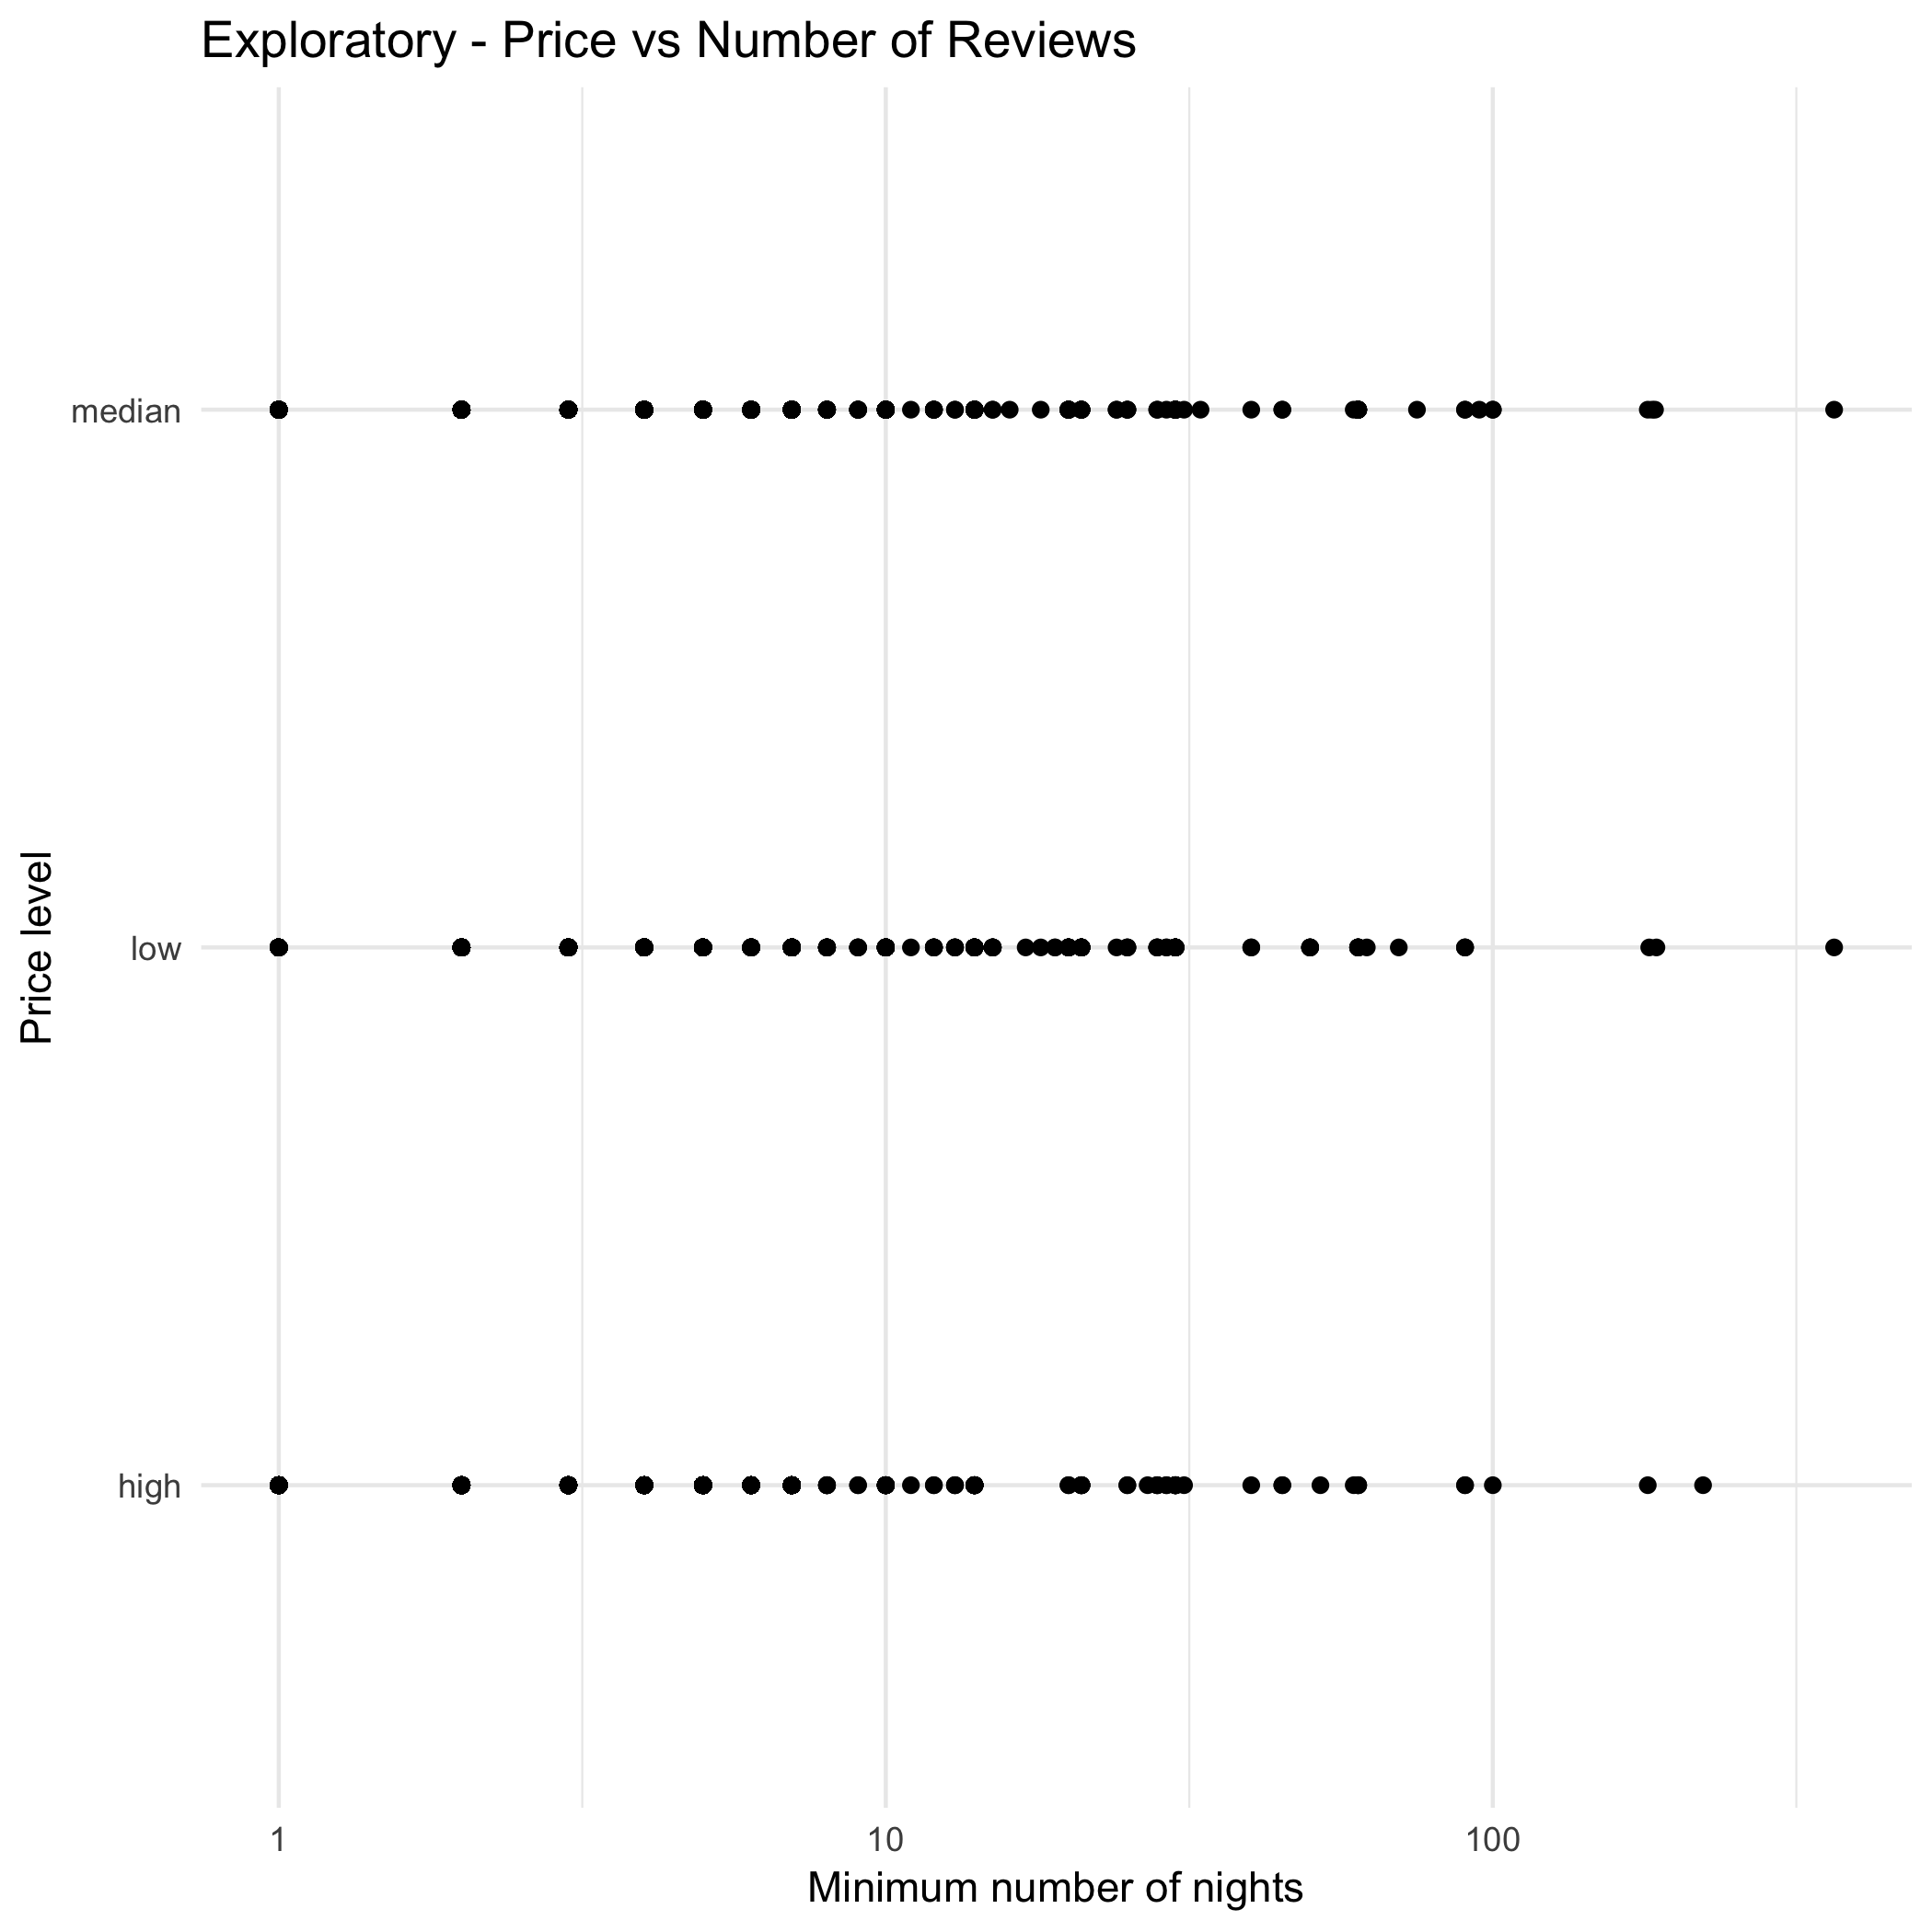 Exploratory - Price vs Number of Reviews
Price level
median
low
high
1 10 100
Minimum number of nights